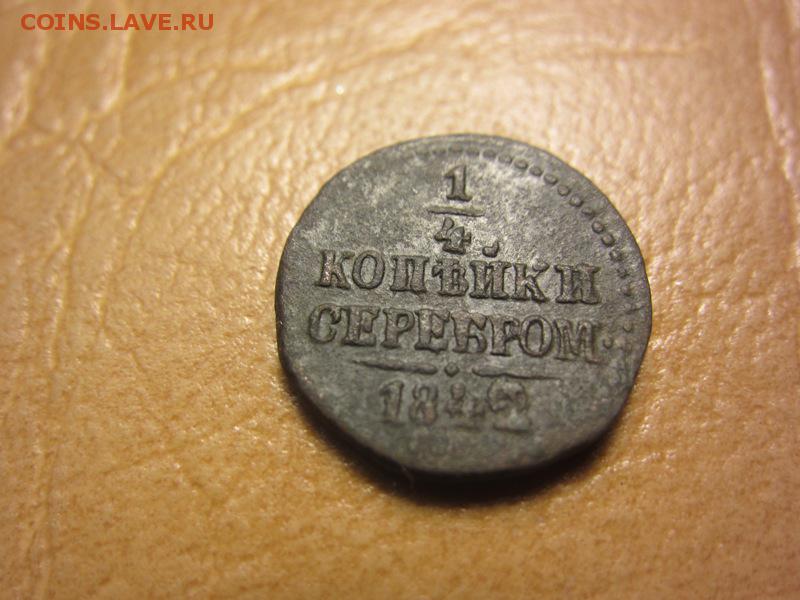 COINS.LAVE.RU
1
4.
КОПѢЙКИ
СЕРЕБРОМ.
1842